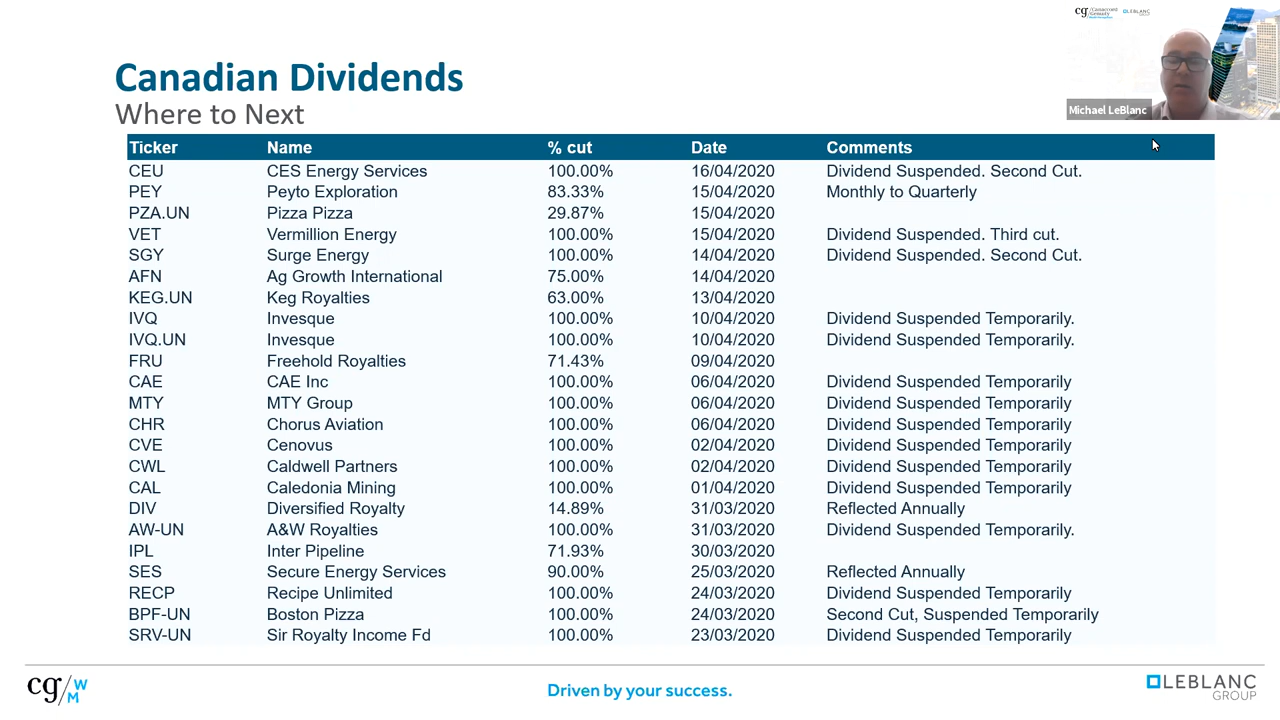 cg/Canaccord Genuity
LEBLANC GROUP
Canadian Dividends
Where to Next
Michael LeBlanc
Ticker Name % cut Date Comments
CEU CES Energy Services 100.00% 16/04/2020 Dividend Suspended. Second Cut.
PEY Peyto Exploration 83.33% 15/04/2020 Monthly to Quarterly
PZA.UN Pizza Pizza 29.87% 15/04/2020
VET Vermillion Energy 100.00% 15/04/2020 Dividend Suspended. Third cut.
SGY Surge Energy 100.00% 14/04/2020 Dividend Suspended. Second Cut.
AFN Ag Growth International 75.00% 14/04/2020
KEG.UN Keg Royalties 63.00% 13/04/2020
IVQ Invesque 100.00% 10/04/2020 Dividend Suspended Temporarily.
IVQ.UN Invesque 100.00% 10/04/2020 Dividend Suspended Temporarily.
FRU Freehold Royalties 71.43% 09/04/2020
CAE CAE Inc 100.00% 06/04/2020 Dividend Suspended Temporarily
MTY MTY Group 100.00% 06/04/2020 Dividend Suspended Temporarily
CHR Chorus Aviation 100.00% 06/04/2020 Dividend Suspended Temporarily
CVE Cenovus 100.00% 02/04/2020 Dividend Suspended Temporarily
CWL Caldwell Partners 100.00% 02/04/2020 Dividend Suspended Temporarily
CAL Caledonia Mining 100.00% 01/04/2020 Dividend Suspended Temporarily
DIV Diversified Royalty 14.89% 31/03/2020 Reflected Annually
AW-UN A&W Royalties 100.00% 31/03/2020 Dividend Suspended Temporarily.
IPL Inter Pipeline 71.93% 30/03/2020
SES Secure Energy Services 90.00% 25/03/2020 Reflected Annually
RECP Recipe Unlimited 100.00% 24/03/2020 Dividend Suspended Temporarily
BPF-UN Boston Pizza 100.00% 24/03/2020 Second Cut, Suspended Temporarily
SRV-UN Sir Royalty Income Fd 100.00% 23/03/2020 Dividend Suspended Temporarily
cg/WM
Driven by your success.
LEBLANC
GROUP